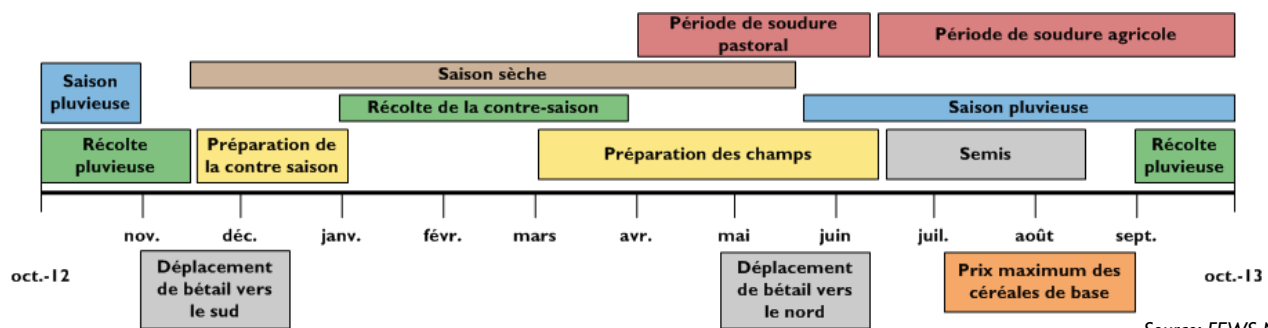 Période de soudure
pastoral
Période de soudure agricole
Saison
pluvieuse
Saison sèche
Récolte de la contre-saison
Saison pluvieuse
Récolte
pluvieuse
Préparation de
la contre saison
Préparation des champs
Semis
Récolte
pluvieuse
nov. déc. janv. févr. mars avr. mai juin juil. août sept.
oct.-12
Déplacement
de bétail vers
le sud
Déplacement
de bétail vers
le nord
Prix maximum des
céréales de base
oct.-13
Source: FEWS